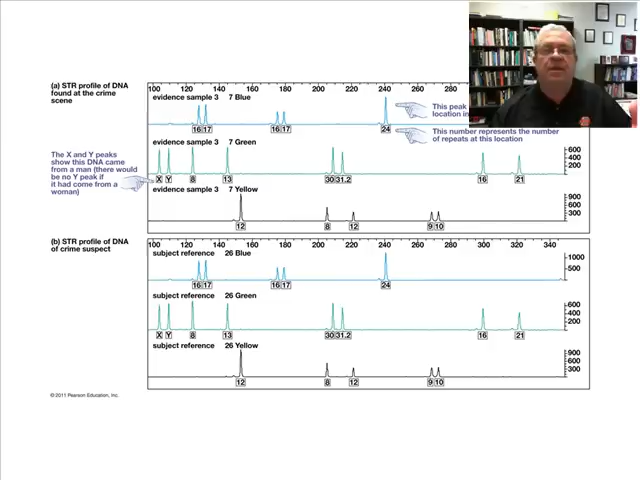 (a) STR profile of DNA
found at the crime
scene
100 120 140 160 180 200 220 240 260
evidence sample 3 7 Blue
This peak
location in
16 17 16 17 24
This number represents the number
of repeats at this location
The X and Y peaks
show this DNA came
from a man (there would
be no Y peak if
it had come from a
woman)
evidence sample 3 7 Green
600
400
200
X Y 8 13 30 31.2 16 21
evidence sample 3 7 Yellow
900
600
300
12 8 12 9 10
(b) STR profile of DNA
of crime suspect
100 120 140 160 180 200 220 240 260 280 300 320 340
subject reference 26 Blue
1000
500
16 17 16 17 24
subject reference 26 Green
600
400
200
X Y 8 13 30 31.2 16 21
subject reference 26 Yellow
900
600
300
12 8 12 9 10
© 2011 Pearson Education, Inc.